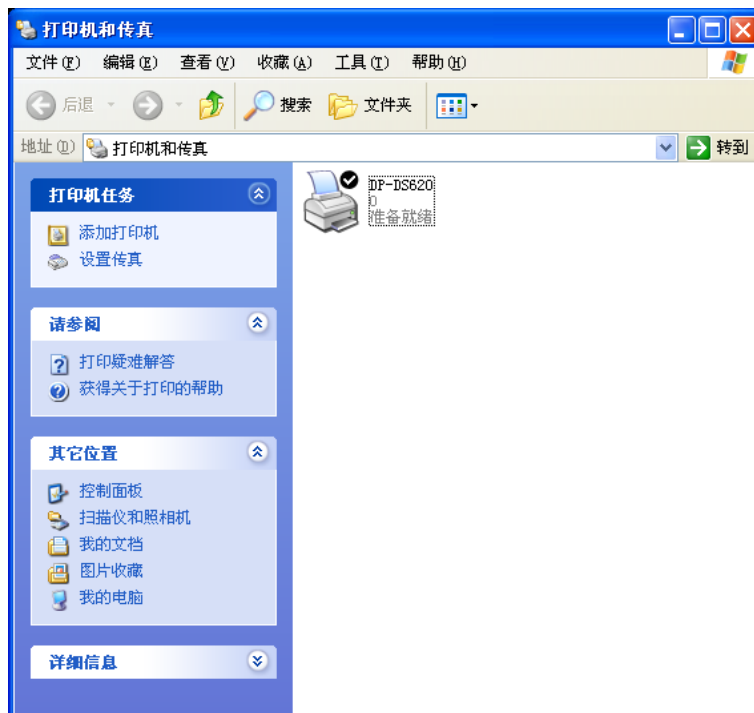 打印机和传真
文件(F) 编辑(E) 查看(V) 收藏(A) 工具(T) 帮助(H)
后退 搜索 文件夹
地址(D) 打印机和传真 转到
打印机任务
添加打印机
设置传真
请参阅
打印疑难解答
获得关于打印的帮助
其它位置
控制面板
扫描仪和照相机
我的文档
图片收藏
我的电脑
详细信息
DP-DS620
0
准备就绪